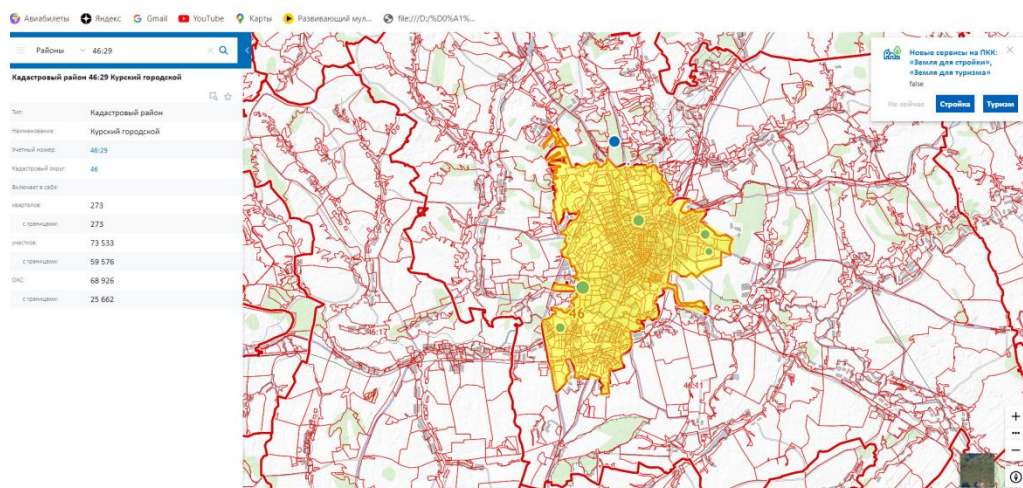 Авиабилеты Яндекс Gmail YouTube Карты Развивающий мул... file:///D:/%D0%A1%...
Районы 46:29
Кадастровый район 46:29 Курский городской
Тип: Кадастровый район
Наименование: Курский городской
Учетный номер: 46:29
Кадастровый округ: 46
Включает в себя:
кварталов: 273
с границами: 273
участков: 73 533
с границами: 59 576
ОКС: 68 926
с границами: 25 662
Новые сервисы на ПКК:
«Земля для стройки»,
«Земля для туризма»
false
Не сейчас Стройка Туризм
46
46:17
46:11